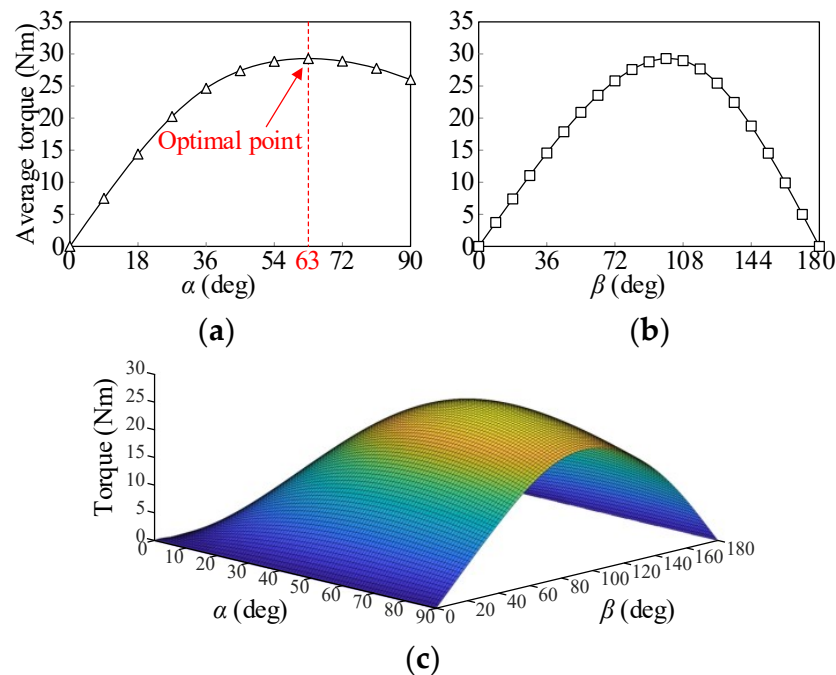 35
30
25
20
15
10
5
0
Average torque (Nm)
Optimal point
0 18 36 54 63 72 90
α (deg)
(a)
35
30
25
20
15
10
5
0
0 36 72 108 144 180
β (deg)
(b)
30
25
20
15
10
5
0
Torque (Nm)
0 10 20 30 40 50 60 70 80 90
α (deg)
0 20 40 60 80 100 120 140 160 180
β (deg)
(c)